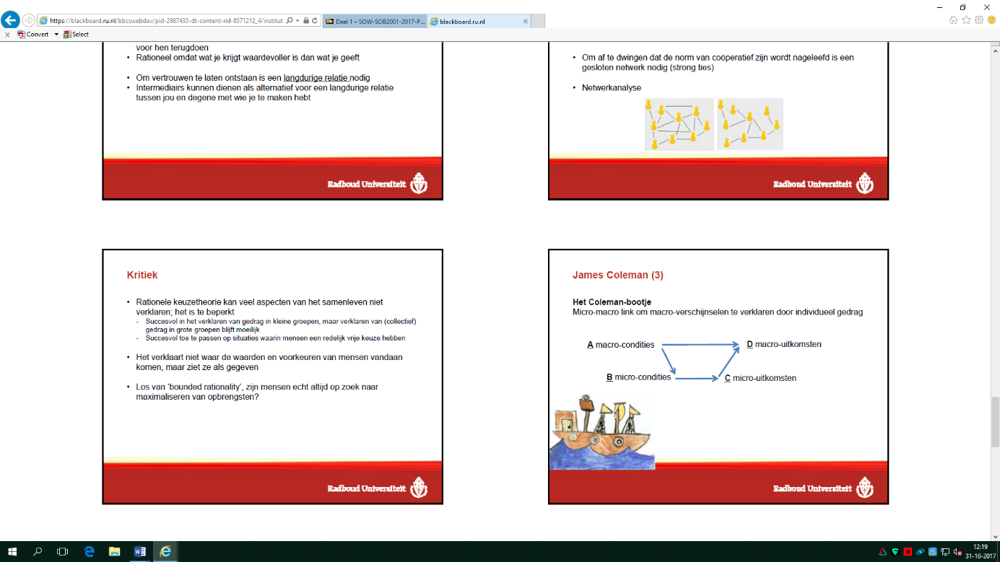 https://blackboard.ru.nl/bbcswebdav/pid-2867430-dt-content-rid-8571212_4/institut
Deel 1 – SOW-SOB2001-2017-P...
blackboard.ru.nl
x Convert Select
voor hen terugdoen
• Rationeel omdat wat je krijgt waardevoller is dan wat je geeft
• Om vertrouwen te laten ontstaan is een langdurige relatie nodig
• Intermediairs kunnen dienen als alternatief voor een langdurige relatie
tussen jou en degene met wie je te maken hebt
Radboud Universiteit
• Om af te dwingen dat de norm van coöperatief zijn wordt nageleefd is een
gesloten netwerk nodig (strong ties)
• Netwerkanalyse
Radboud Universiteit
Kritiek
• Rationele keuzetheorie kan veel aspecten van het samenleven niet
verklaren; het is te beperkt
- Succesvol in het verklaren van gedrag in kleine groepen, maar verklaren van (collectief)
gedrag in grote groepen blijft moeilijk
- Succesvol toe te passen op situaties waarin mensen een redelijk vrije keuze hebben
• Het verklaart niet waar de waarden en voorkeuren van mensen vandaan
komen, maar ziet ze als gegeven
• Los van ‘bounded rationality’, zijn mensen echt altijd op zoek naar
maximaliseren van opbrengsten?
Radboud Universiteit
James Coleman (3)
Het Coleman-bootje
Micro-macro link om macro-verschijnselen te verklaren door individueel gedrag
A macro-condities
D macro-uitkomsten
B micro-condities
C micro-uitkomsten
Radboud Universiteit
12:19
31-10-2017